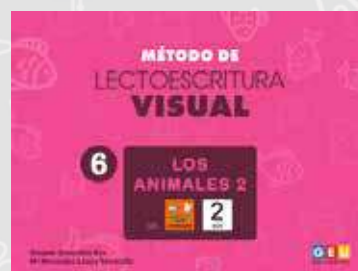 MÉTODO DE
LECTOESCRITURA
VISUAL
6
LOS
ANIMALES 2
2
GEU